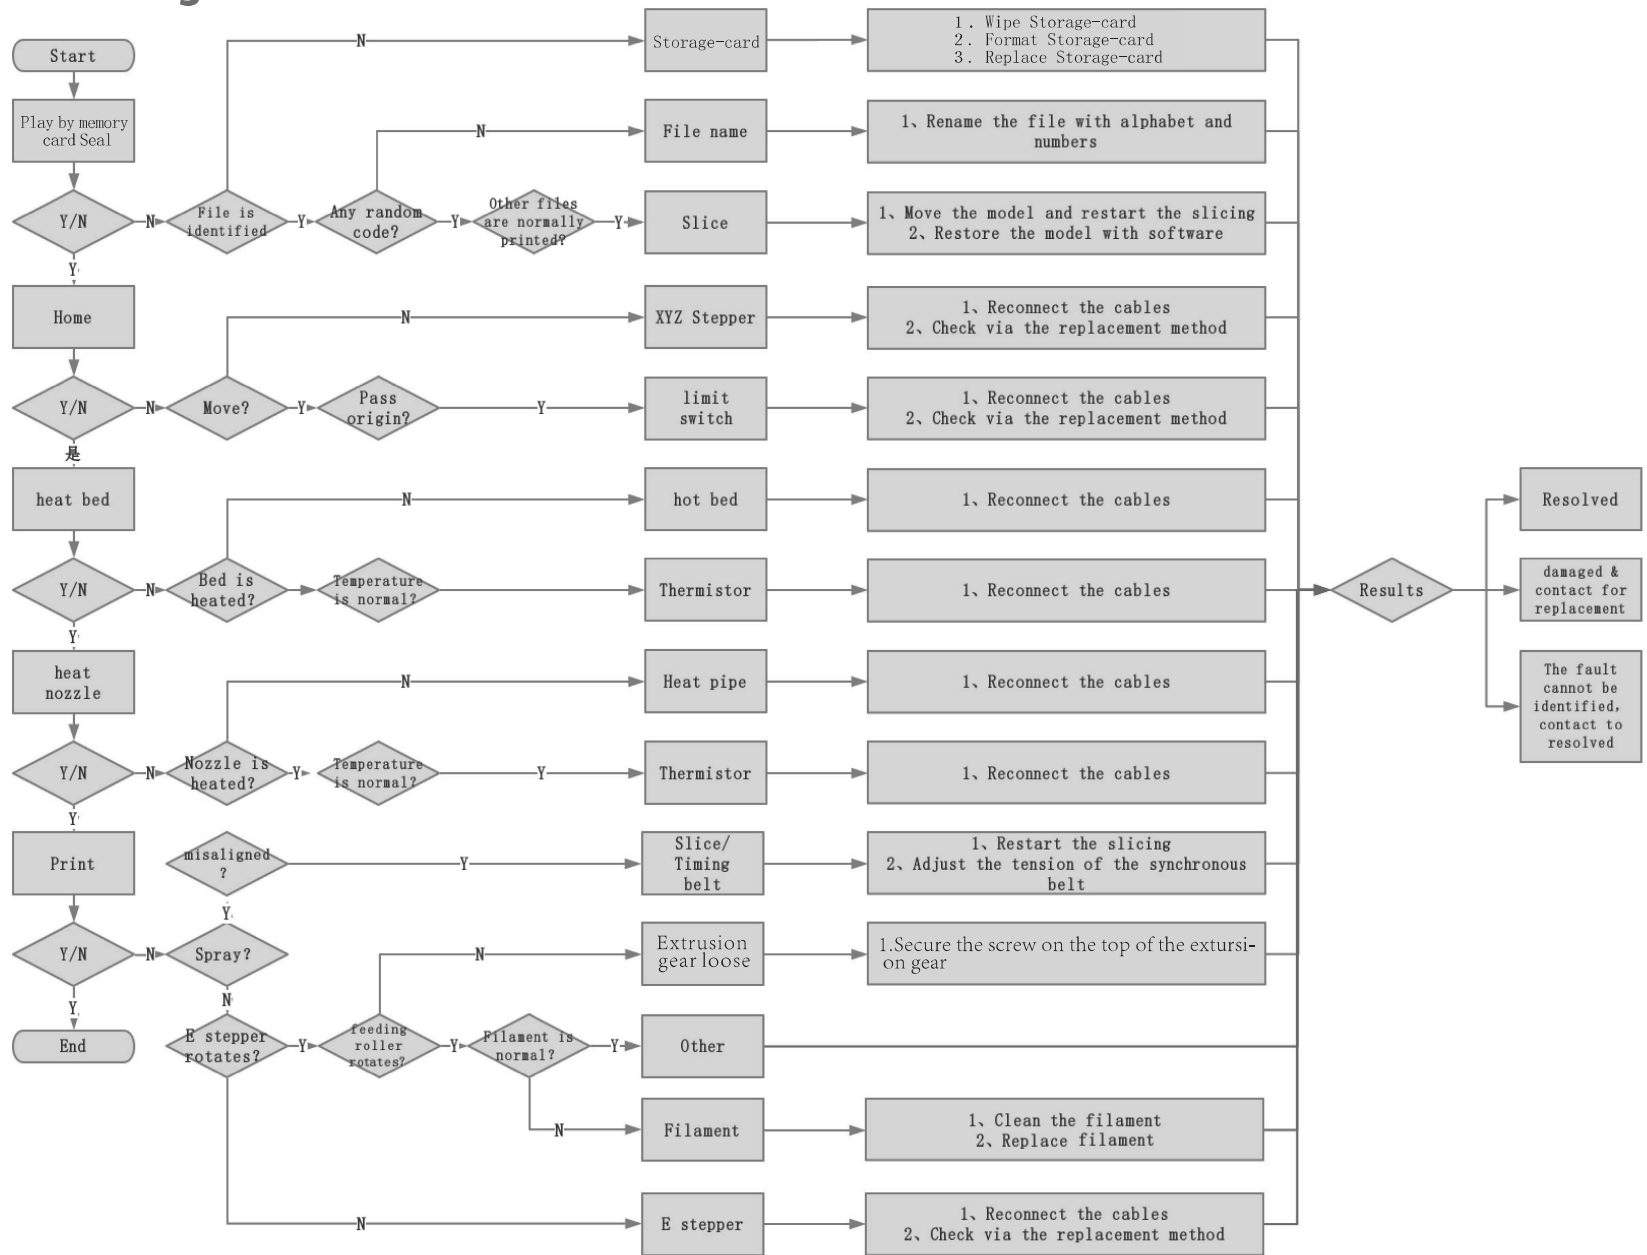 Start
Play by memory
card Seal
Y/N
N
File is
identified
Y
Any random
code?
Y
Other files
are normally
printed?
Y
N
Storage-card
1. Wipe Storage-card
2. Format Storage-card
3. Replace Storage-card
N
File name
1、Rename the file with alphabet and
numbers
Slice
1、Move the model and restart the slicing
2、Restore the model with software
Y
Home
N
XYZ Stepper
1、Reconnect the cables
2、Check via the replacement method
Y/N
N
Move?
Y
Pass
origin?
Y
limit
switch
1、Reconnect the cables
2、Check via the replacement method
是
heat bed
N
hot bed
1、Reconnect the cables
Y/N
N
Bed is
heated?
Temperature
is normal?
Thermistor
1、Reconnect the cables
Y
heat
nozzle
N
Heat pipe
1、Reconnect the cables
Y/N
N
Nozzle is
heated?
Y
Temperature
is normal?
Y
Thermistor
1、Reconnect the cables
Y
Print
misaligned
?
Y
Slice/
Timing
belt
1、Restart the slicing
2、Adjust the tension of the synchronous
belt
Y
Y/N
N
Spray?
N
Extrusion
gear loose
1.Secure the screw on the top of the extursi-
on gear
Y
N
End
E stepper
rotates?
Y
feeding
roller
rotates?
Y
Filament is
normal?
Y
Other
N
Filament
1、Clean the filament
2、Replace filament
N
E stepper
1、Reconnect the cables
2、Check via the replacement method
Results
Resolved
damaged &
contact for
replacement
The fault
cannot be
identified,
contact to
resolved